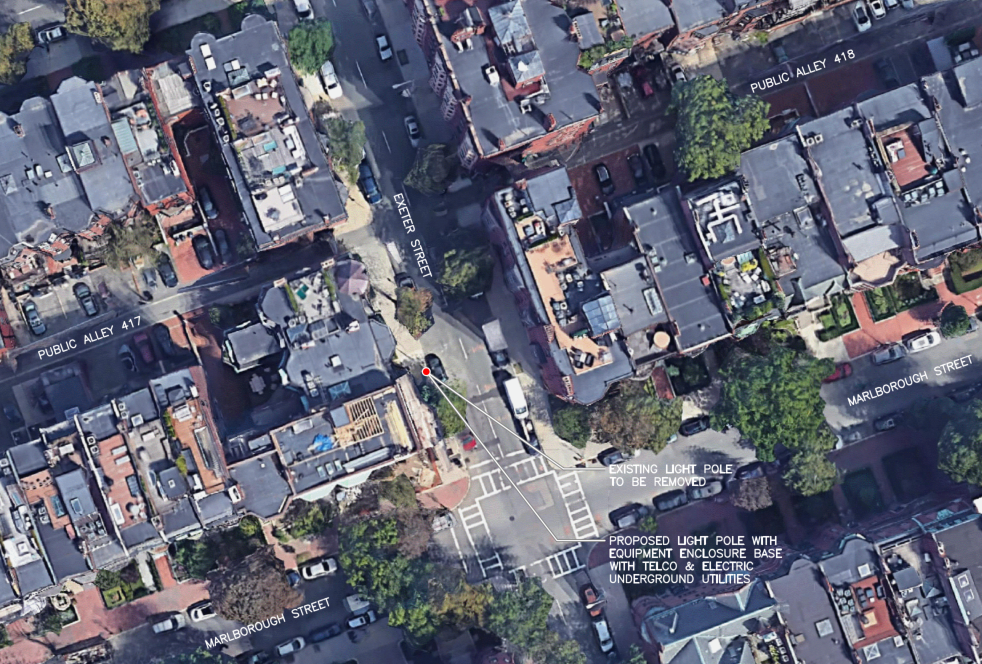 PUBLIC ALLEY 418
EXETER STREET
PUBLIC ALLEY 417
MARLBOROUGH STREET
EXISTING LIGHT POLE
TO BE REMOVED
PROPOSED LIGHT POLE WITH
EQUIPMENT ENCLOSURE BASE
WITH TELCO & ELECTRIC
UNDERGROUND UTILITIES
MARLBOROUGH STREET